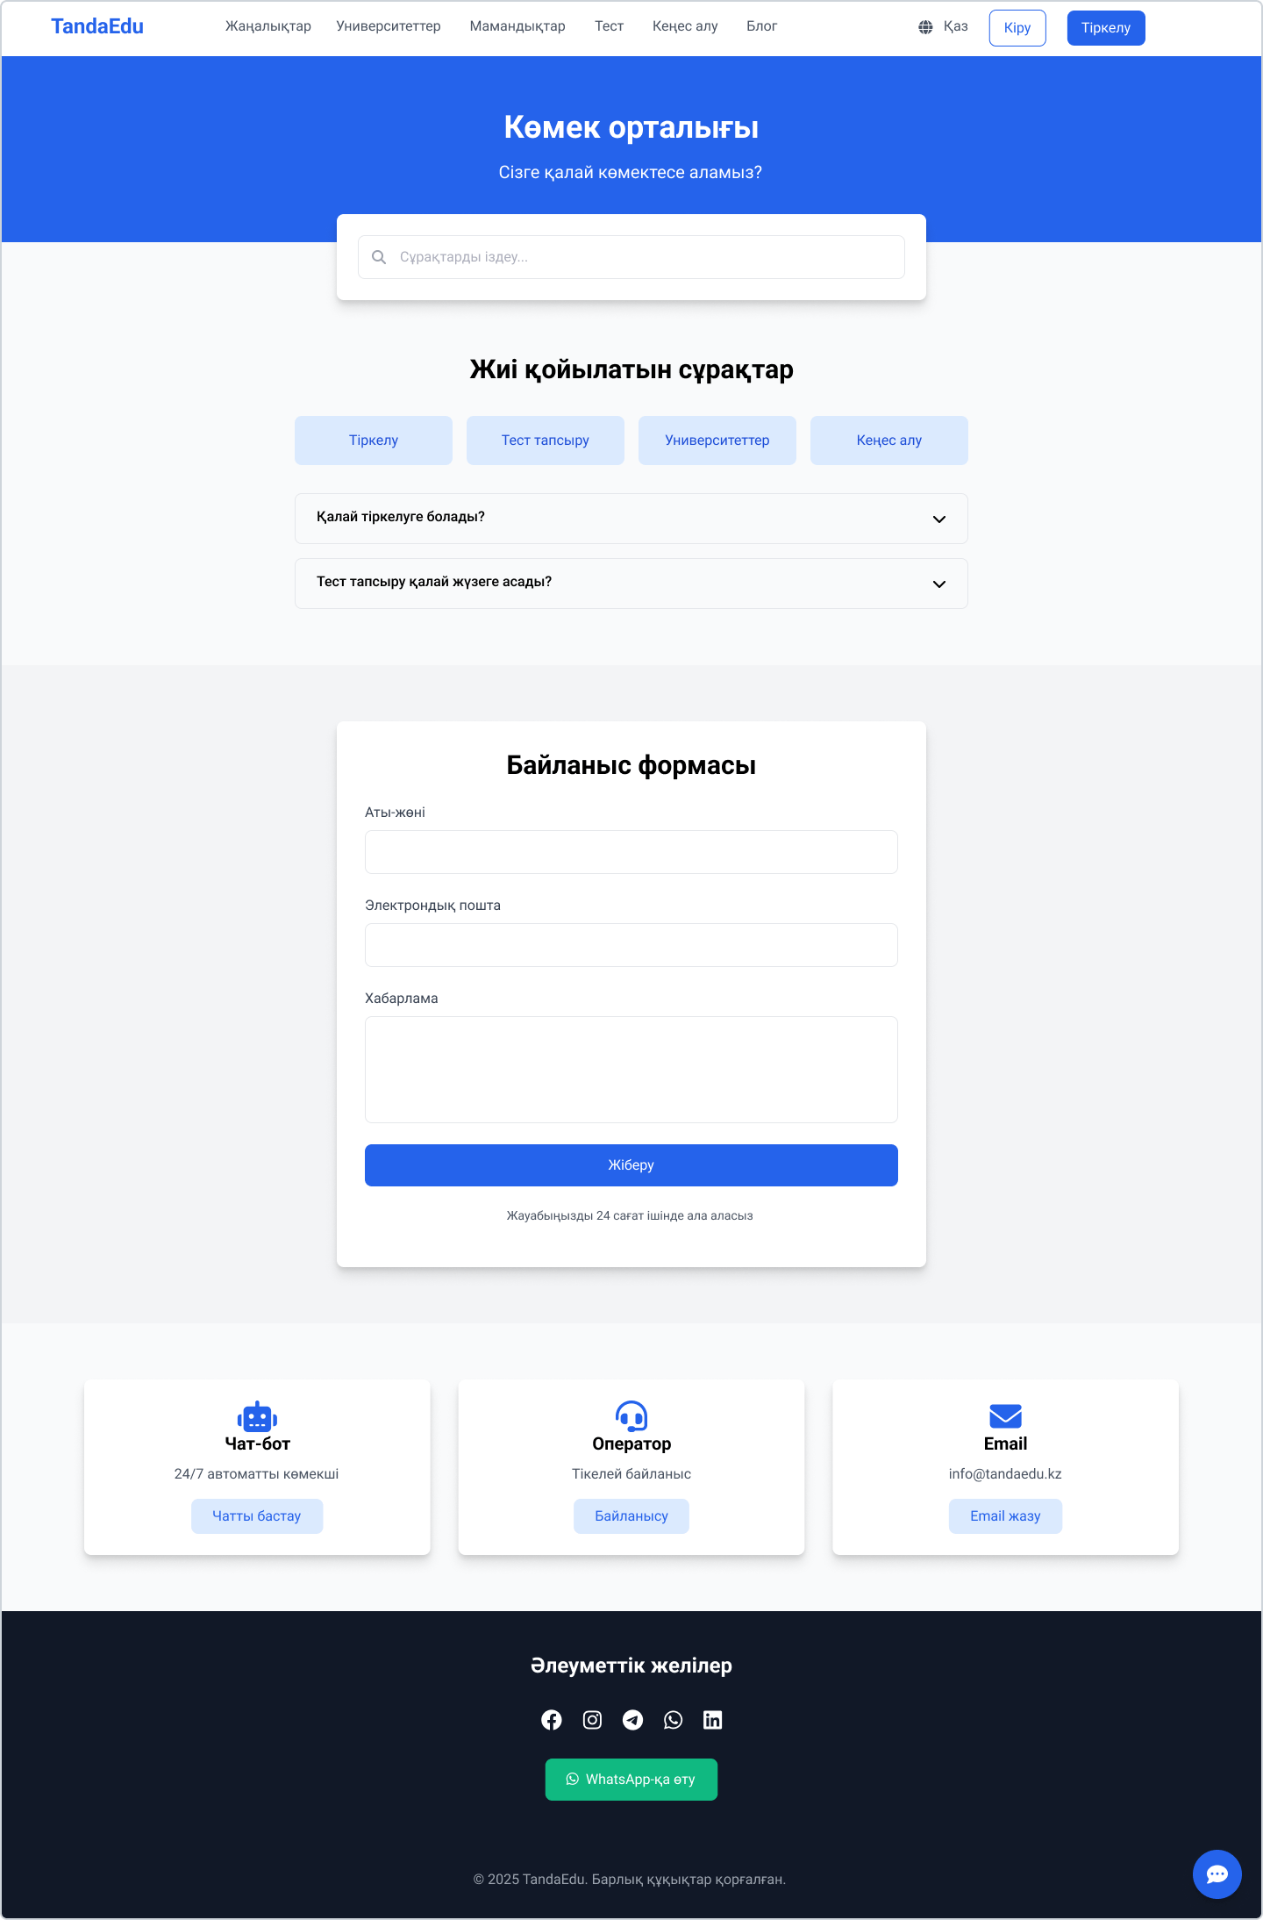 TandaEdu
Жаңалықтар
Университеттер
Мамандықтар
Тест
Кеңес алу
Блог
Қаз
Кіру
Тіркелу
Көмек орталығы
Сізге қалай көмектесе аламыз?
Сұрақтарды іздеу...
Жиі қойылатын сұрақтар
Тіркелу
Тест тапсыру
Университеттер
Кеңес алу
Қалай тіркелуге болады?
Тест тапсыру қалай жүзеге асады?
Байланыс формасы
Аты-жөні
Электрондық пошта
Хабарлама
Жіберу
Жауабыңызды 24 сағат ішінде ала аласыз
Чат-бот
24/7 автоматты көмекші
Чатты бастау
Оператор
Тікелей байланыс
Байланысу
Email
info@tandaedu.kz
Email жазу
Әлеуметтік желілер
WhatsApp-қа өту
© 2025 TandaEdu. Барлық құқықтар қорғалған.